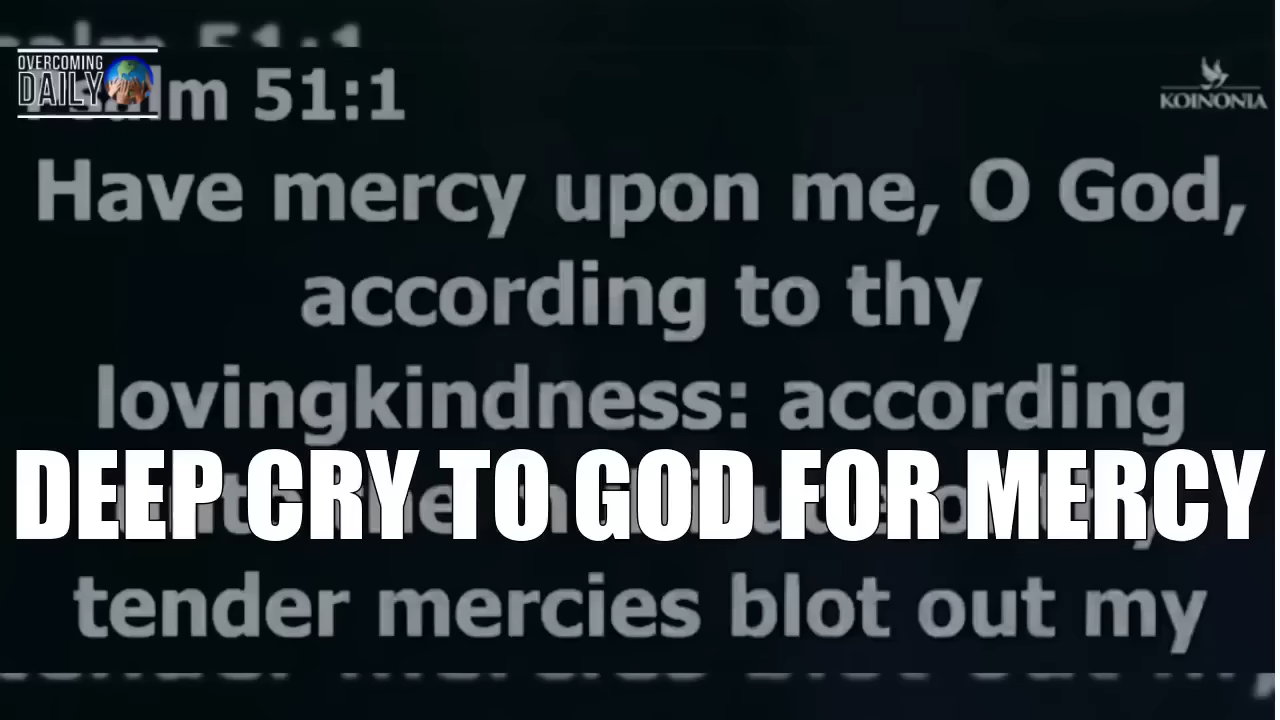 OVERCOMING
DAILY
KOINONIA
Psalm 51:1
Have mercy upon me, O God,
according to thy
lovingkindness: according
DEEP CRY TO GOD FOR MERCY
tender mercies blot out my